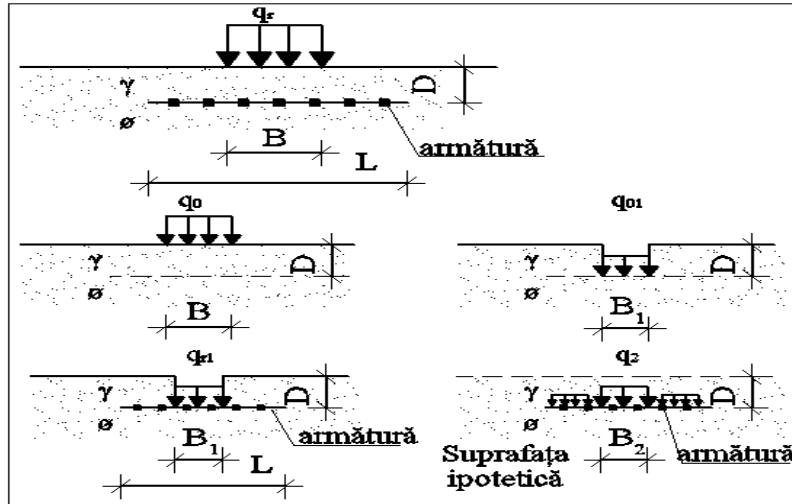 qr
γ
D
ø
B
armătură
L
q0
q01
γ
D
γ
D
ø
ø
B
B1
qr1
q2
γ
D
γ
D
ø
ø
armătură
B1
Suprafața
ipotetică
B2
armătură
L